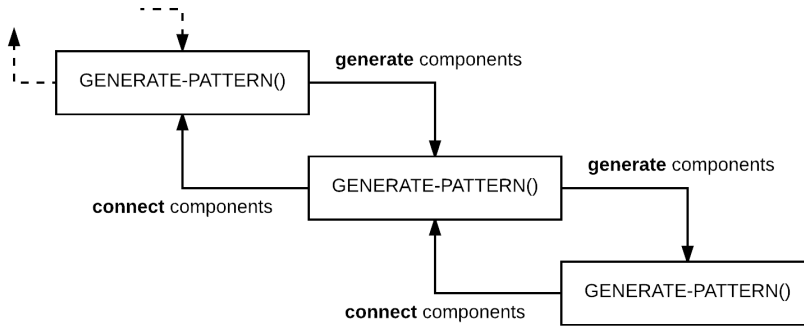 generate components
GENERATE-PATTERN()
generate components
GENERATE-PATTERN()
connect components
GENERATE-PATTERN()
connect components